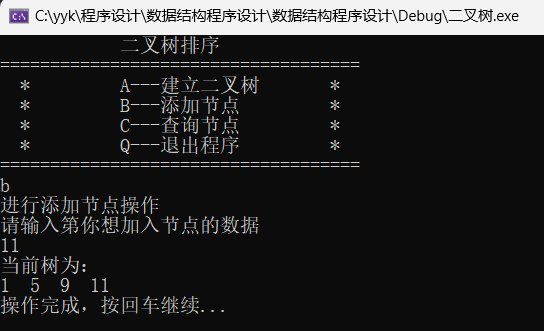 C:\yyk\程序设计\数据结构程序设计\数据结构程序设计\Debug\二叉树.exe
二叉树排序
====================================
*         A---建立二叉树       *
*         B---添加节点         *
*         C---查询节点         *
*         Q---退出程序         *
====================================
b
进行添加节点操作
请输入第你想加入节点的数据
11
当前树为:
1  5  9  11
操作完成，按回车继续...